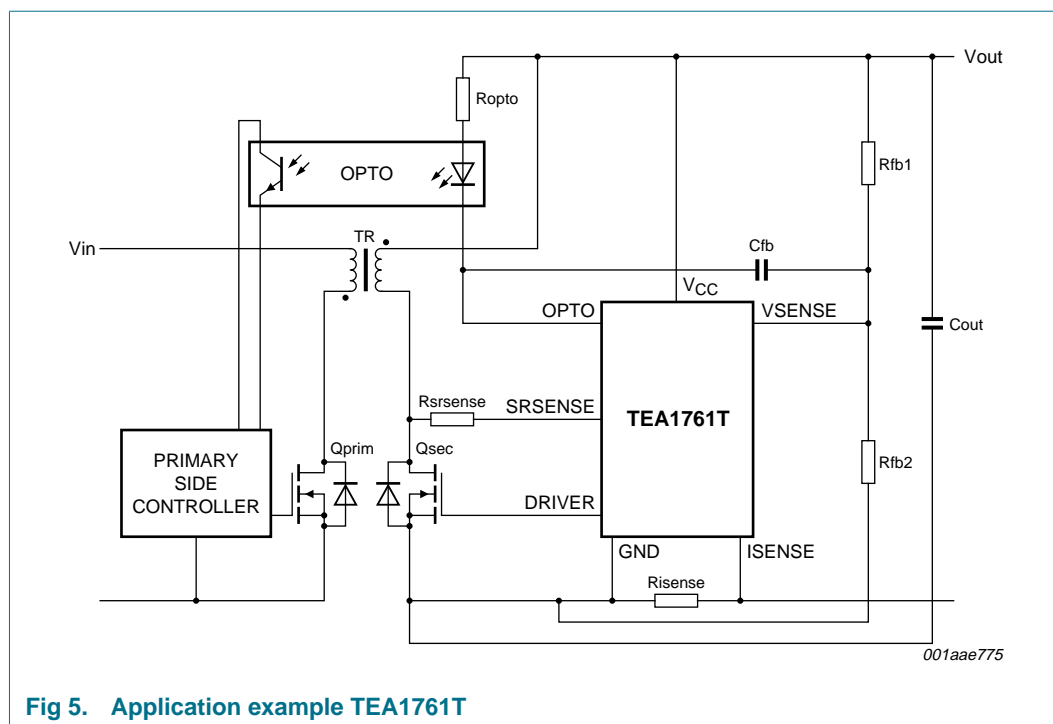 Vout
Ropto
OPTO
Rfb1
Vin
TR
Cfb
VCC
OPTO
VSENSE
Cout
Rsrsense
SRSENSE
TEA1761T
PRIMARY
SIDE
CONTROLLER
Qprim
Qsec
Rfb2
DRIVER
GND
ISENSE
Risense
001aae775
Fig 5. Application example TEA1761T